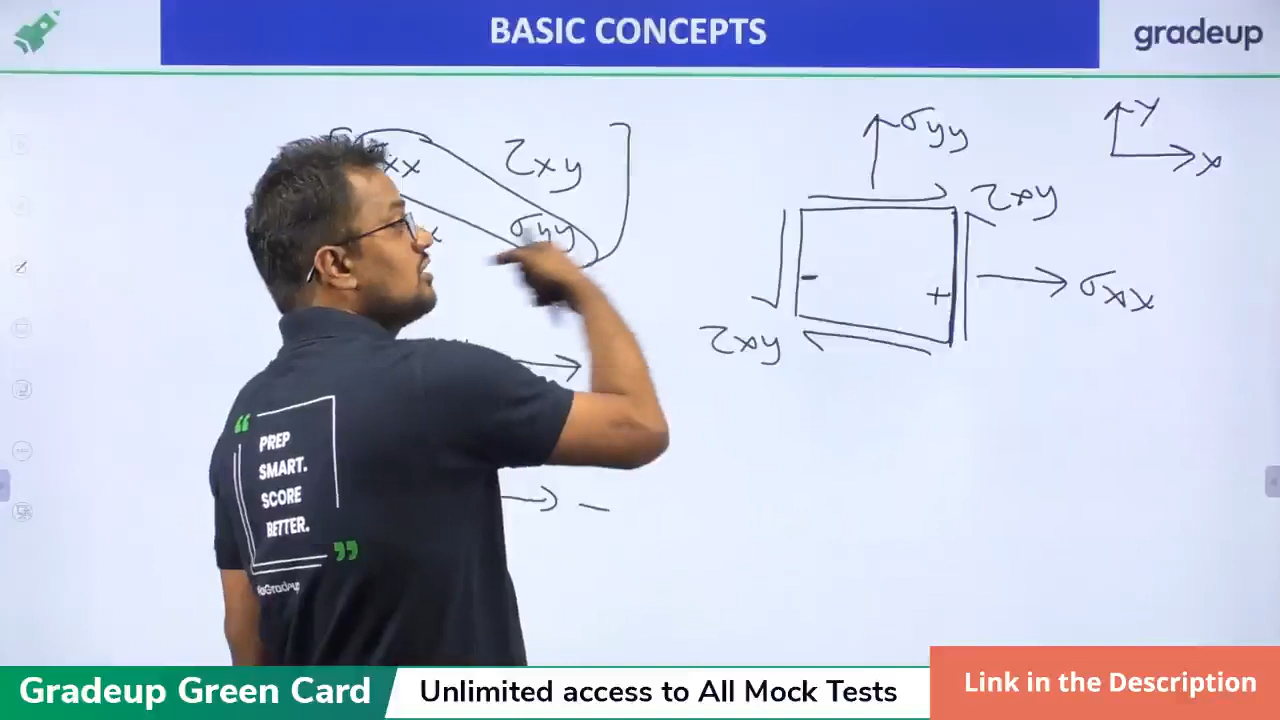 BASIC CONCEPTS
gradeup
xx
τxy
σyy
σyy
Y
x
τxy
σxx
τxy
- +
“ PREP
SMART.
SCORE
BETTER. ”
Gradeup Green Card
Unlimited access to All Mock Tests
Link in the Description